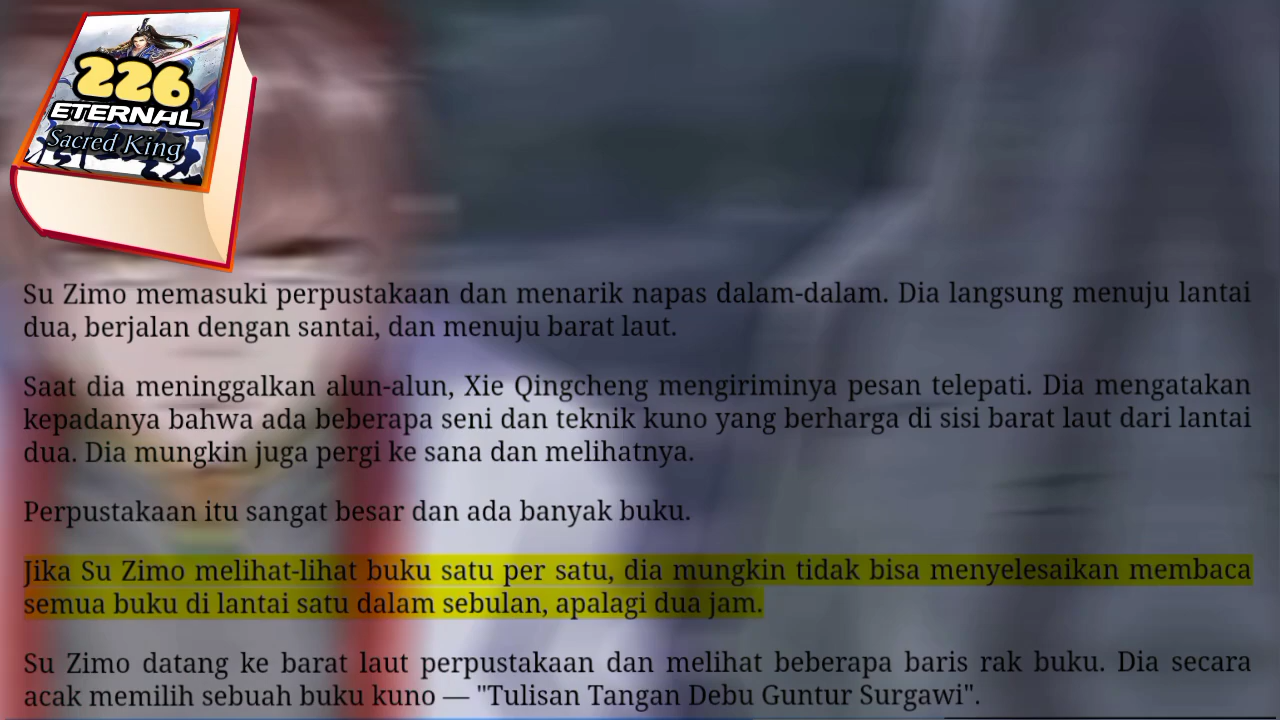 226
ETERNAL
Sacred King
Su Zimo memasuki perpustakaan dan menarik napas dalam-dalam. Dia langsung menuju lantai
dua, berjalan dengan santai, dan menuju barat laut.
Saat dia meninggalkan alun-alun, Xie Qingcheng mengiriminya pesan telepati. Dia mengatakan
kepadanya bahwa ada beberapa seni dan teknik kuno yang berharga di sisi barat laut dari lantai
dua. Dia mungkin juga pergi ke sana dan melihatnya.
Perpustakaan itu sangat besar dan ada banyak buku.
Jika Su Zimo melihat-lihat buku satu per satu, dia mungkin tidak bisa menyelesaikan membaca
semua buku di lantai satu dalam sebulan, apalagi dua jam.
Su Zimo datang ke barat laut perpustakaan dan melihat beberapa baris rak buku. Dia secara
acak memilih sebuah buku kuno — "Tulisan Tangan Debu Guntur Surgawi".